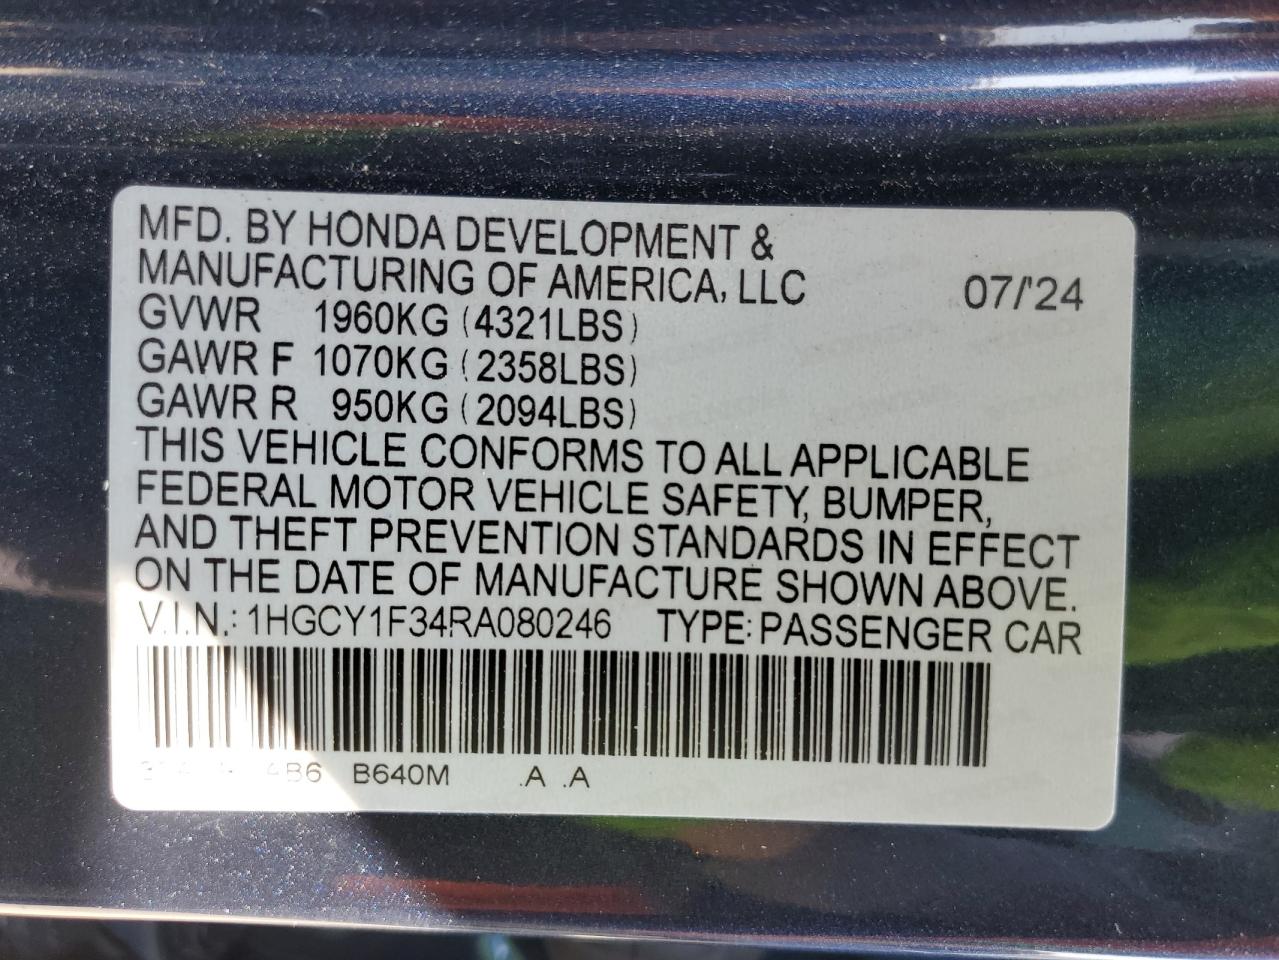 MFD. BY HONDA DEVELOPMENT &
MANUFACTURING OF AMERICA, LLC 07/'24
GVWR 1960KG (4321LBS)
GAWR F 1070KG (2358LBS)
GAWR R 950KG (2094LBS)
THIS VEHICLE CONFORMS TO ALL APPLICABLE
FEDERAL MOTOR VEHICLE SAFETY, BUMPER,
AND THEFT PREVENTION STANDARDS IN EFFECT
ON THE DATE OF MANUFACTURE SHOWN ABOVE.
V.I.N.: 1HGCY1F34RA080246 TYPE: PASSENGER CAR
B640M .A .A